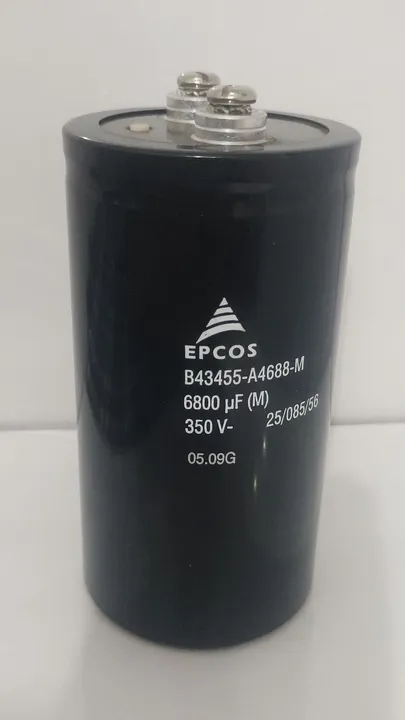 EPCOS
B43455-A4688-M
6800 µF (M)
350 V- 25/085/56
05.09G